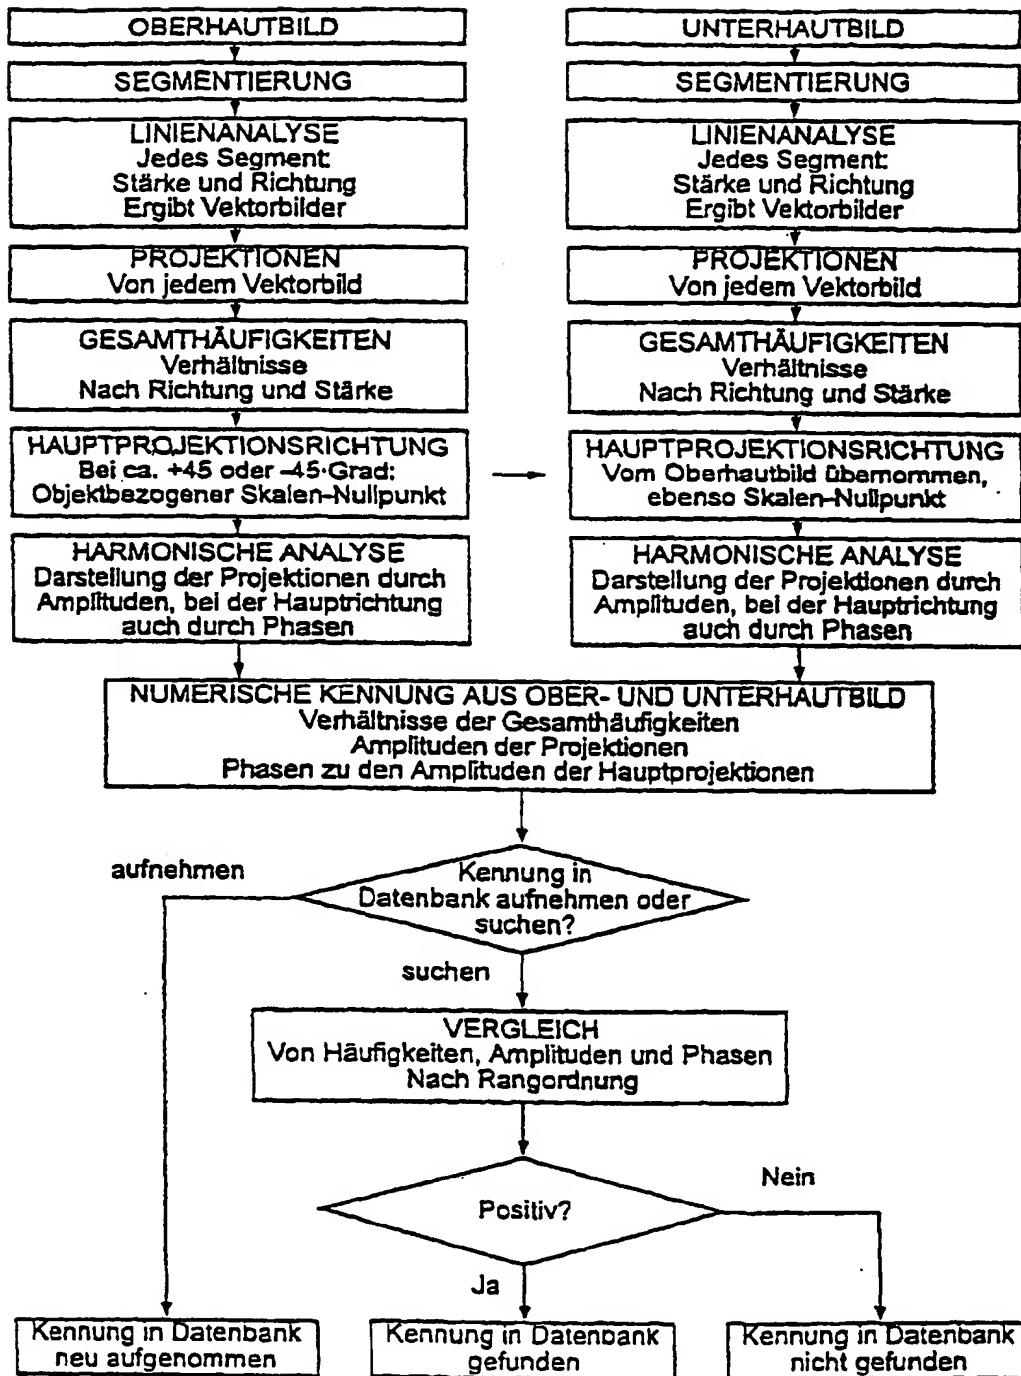 OBERHAUTBILD
SEGMENTIERUNG
LINIENANALYSE
Jedes Segment:
Stärke und Richtung
Ergibt Vektorbilder
PROJEKTIONEN
Von jedem Vektorbild
GESAMTHÄUFIGKEITEN
Verhältnisse
Nach Richtung und Stärke
HAUPTPROJEKTIONSRICHTUNG
Bei ca. +45 oder -45 Grad:
Objektbezogener Skalen-Nullpunkt
HARMONISCHE ANALYSE
Darstellung der Projektionen durch
Amplituden, bei der Hauptrichtung
auch durch Phasen
UNTERHAUTBILD
SEGMENTIERUNG
LINIENANALYSE
Jedes Segment:
Stärke und Richtung
Ergibt Vektorbilder
PROJEKTIONEN
Von jedem Vektorbild
GESAMTHÄUFIGKEITEN
Verhältnisse
Nach Richtung und Stärke
HAUPTPROJEKTIONSRICHTUNG
Vom Oberhautbild übernommen,
ebenso Skalen-Nullpunkt
HARMONISCHE ANALYSE
Darstellung der Projektionen durch
Amplituden, bei der Hauptrichtung
auch durch Phasen
NUMERISCHE KENNUNG AUS OBER- UND UNTERHAUTBILD
Verhältnisse der Gesamthäufigkeiten
Amplituden der Projektionen
Phasen zu den Amplituden der Hauptprojektionen
aufnehmen
Kennung in
Datenbank aufnehmen oder
suchen?
suchen
VERGLEICH
Von Häufigkeiten, Amplituden und Phasen
Nach Rangordnung
Positiv?
Nein
Ja
Kennung in Datenbank
neu aufgenommen
Kennung in Datenbank
gefunden
Kennung in Datenbank
nicht gefunden